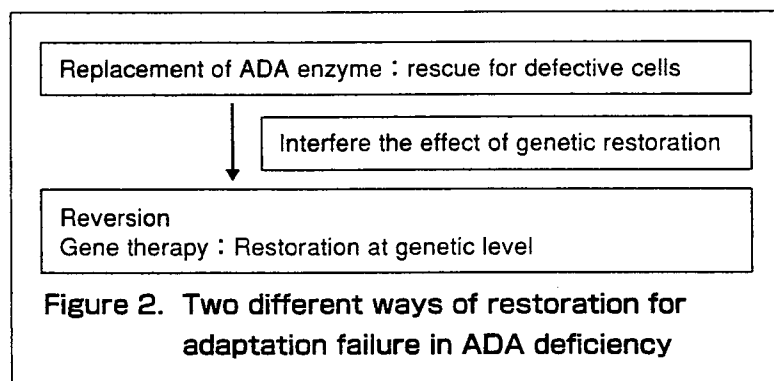 Replacement of ADA enzyme：rescue for defective cells
Interfere the effect of genetic restoration
Reversion
Gene therapy：Restoration at genetic level
Figure 2. Two different ways of restoration for
adaptation failure in ADA deficiency